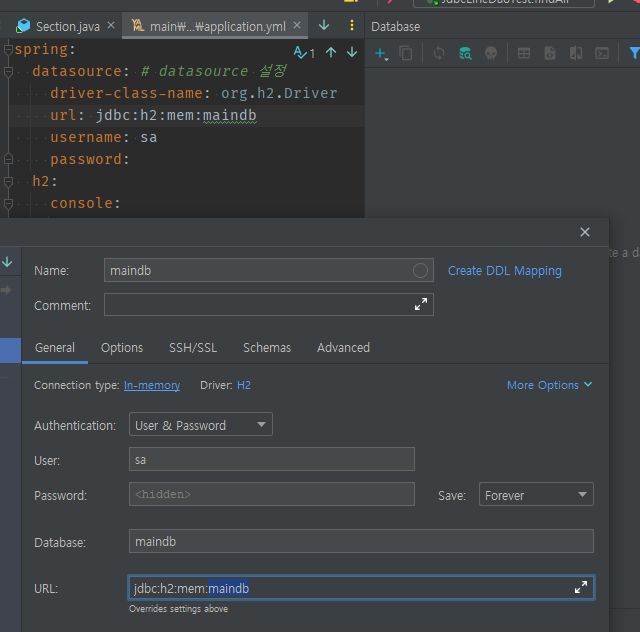 Section.java
main₩...₩application.yml
Database
spring:
1
datasource: # datasource 설정
driver-class-name: org.h2.Driver
url: jdbc:h2:mem:maindb
username: sa
password:
h2:
console:
Name:
maindb
Create DDL Mapping
Comment:
General
Options
SSH/SSL
Schemas
Advanced
Connection type: In-memory
Driver: H2
More Options
Authentication:
User & Password
User:
sa
Password:
<hidden>
Save:
Forever
Database:
maindb
URL:
jdbc:h2:mem:maindb
Overrides settings above